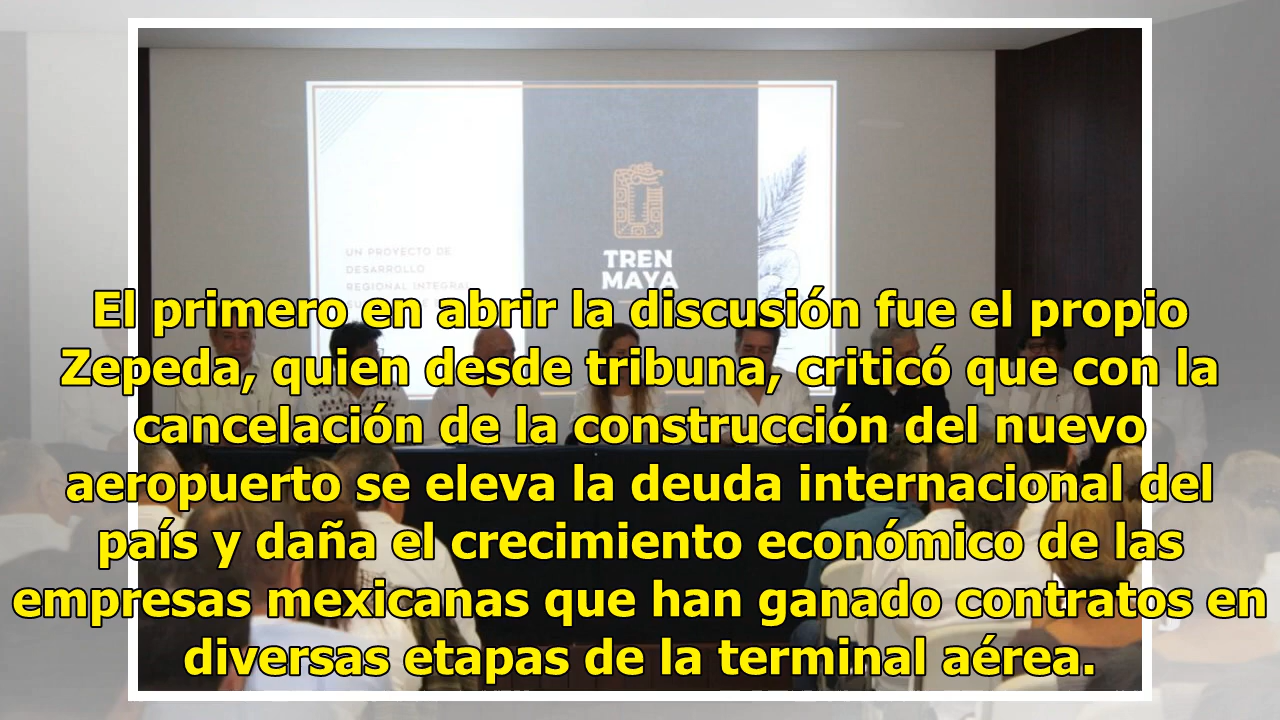 UN PROYECTO DE
DESARROLLO
REGIONAL INTEGRAL
TREN
MAYA
El primero en abrir la discusión fue el propio
Zepeda, quien desde tribuna, criticó que con la
cancelación de la construcción del nuevo
aeropuerto se eleva la deuda internacional del
país y daña el crecimiento económico de las
empresas mexicanas que han ganado contratos en
diversas etapas de la terminal aérea.